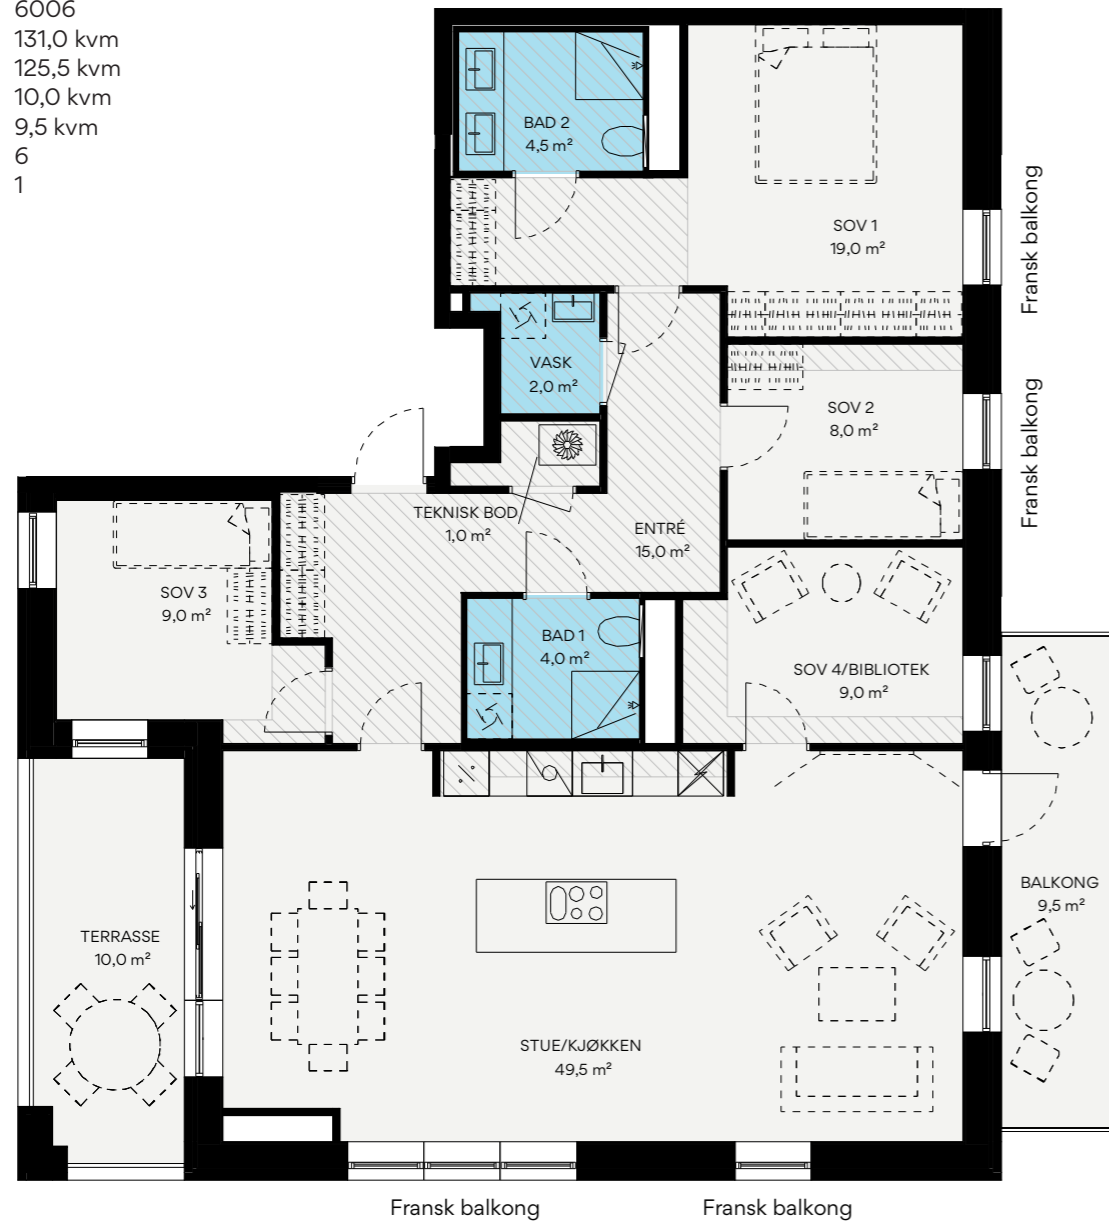 6006
131,0 kvm
125,5 kvm
10,0 kvm
9,5 kvm
6
1
BAD 2
4,5 m²
SOV 1
19,0 m²
Fransk balkong
VASK
2,0 m²
SOV 2
8,0 m²
Fransk balkong
TEKNISK BOD
1,0 m²
ENTRÉ
15,0 m²
SOV 3
9,0 m²
BAD 1
4,0 m²
SOV 4/BIBLIOTEK
9,0 m²
BALKONG
9,5 m²
TERRASSE
10,0 m²
STUE/KJØKKEN
49,5 m²
Fransk balkong
Fransk balkong